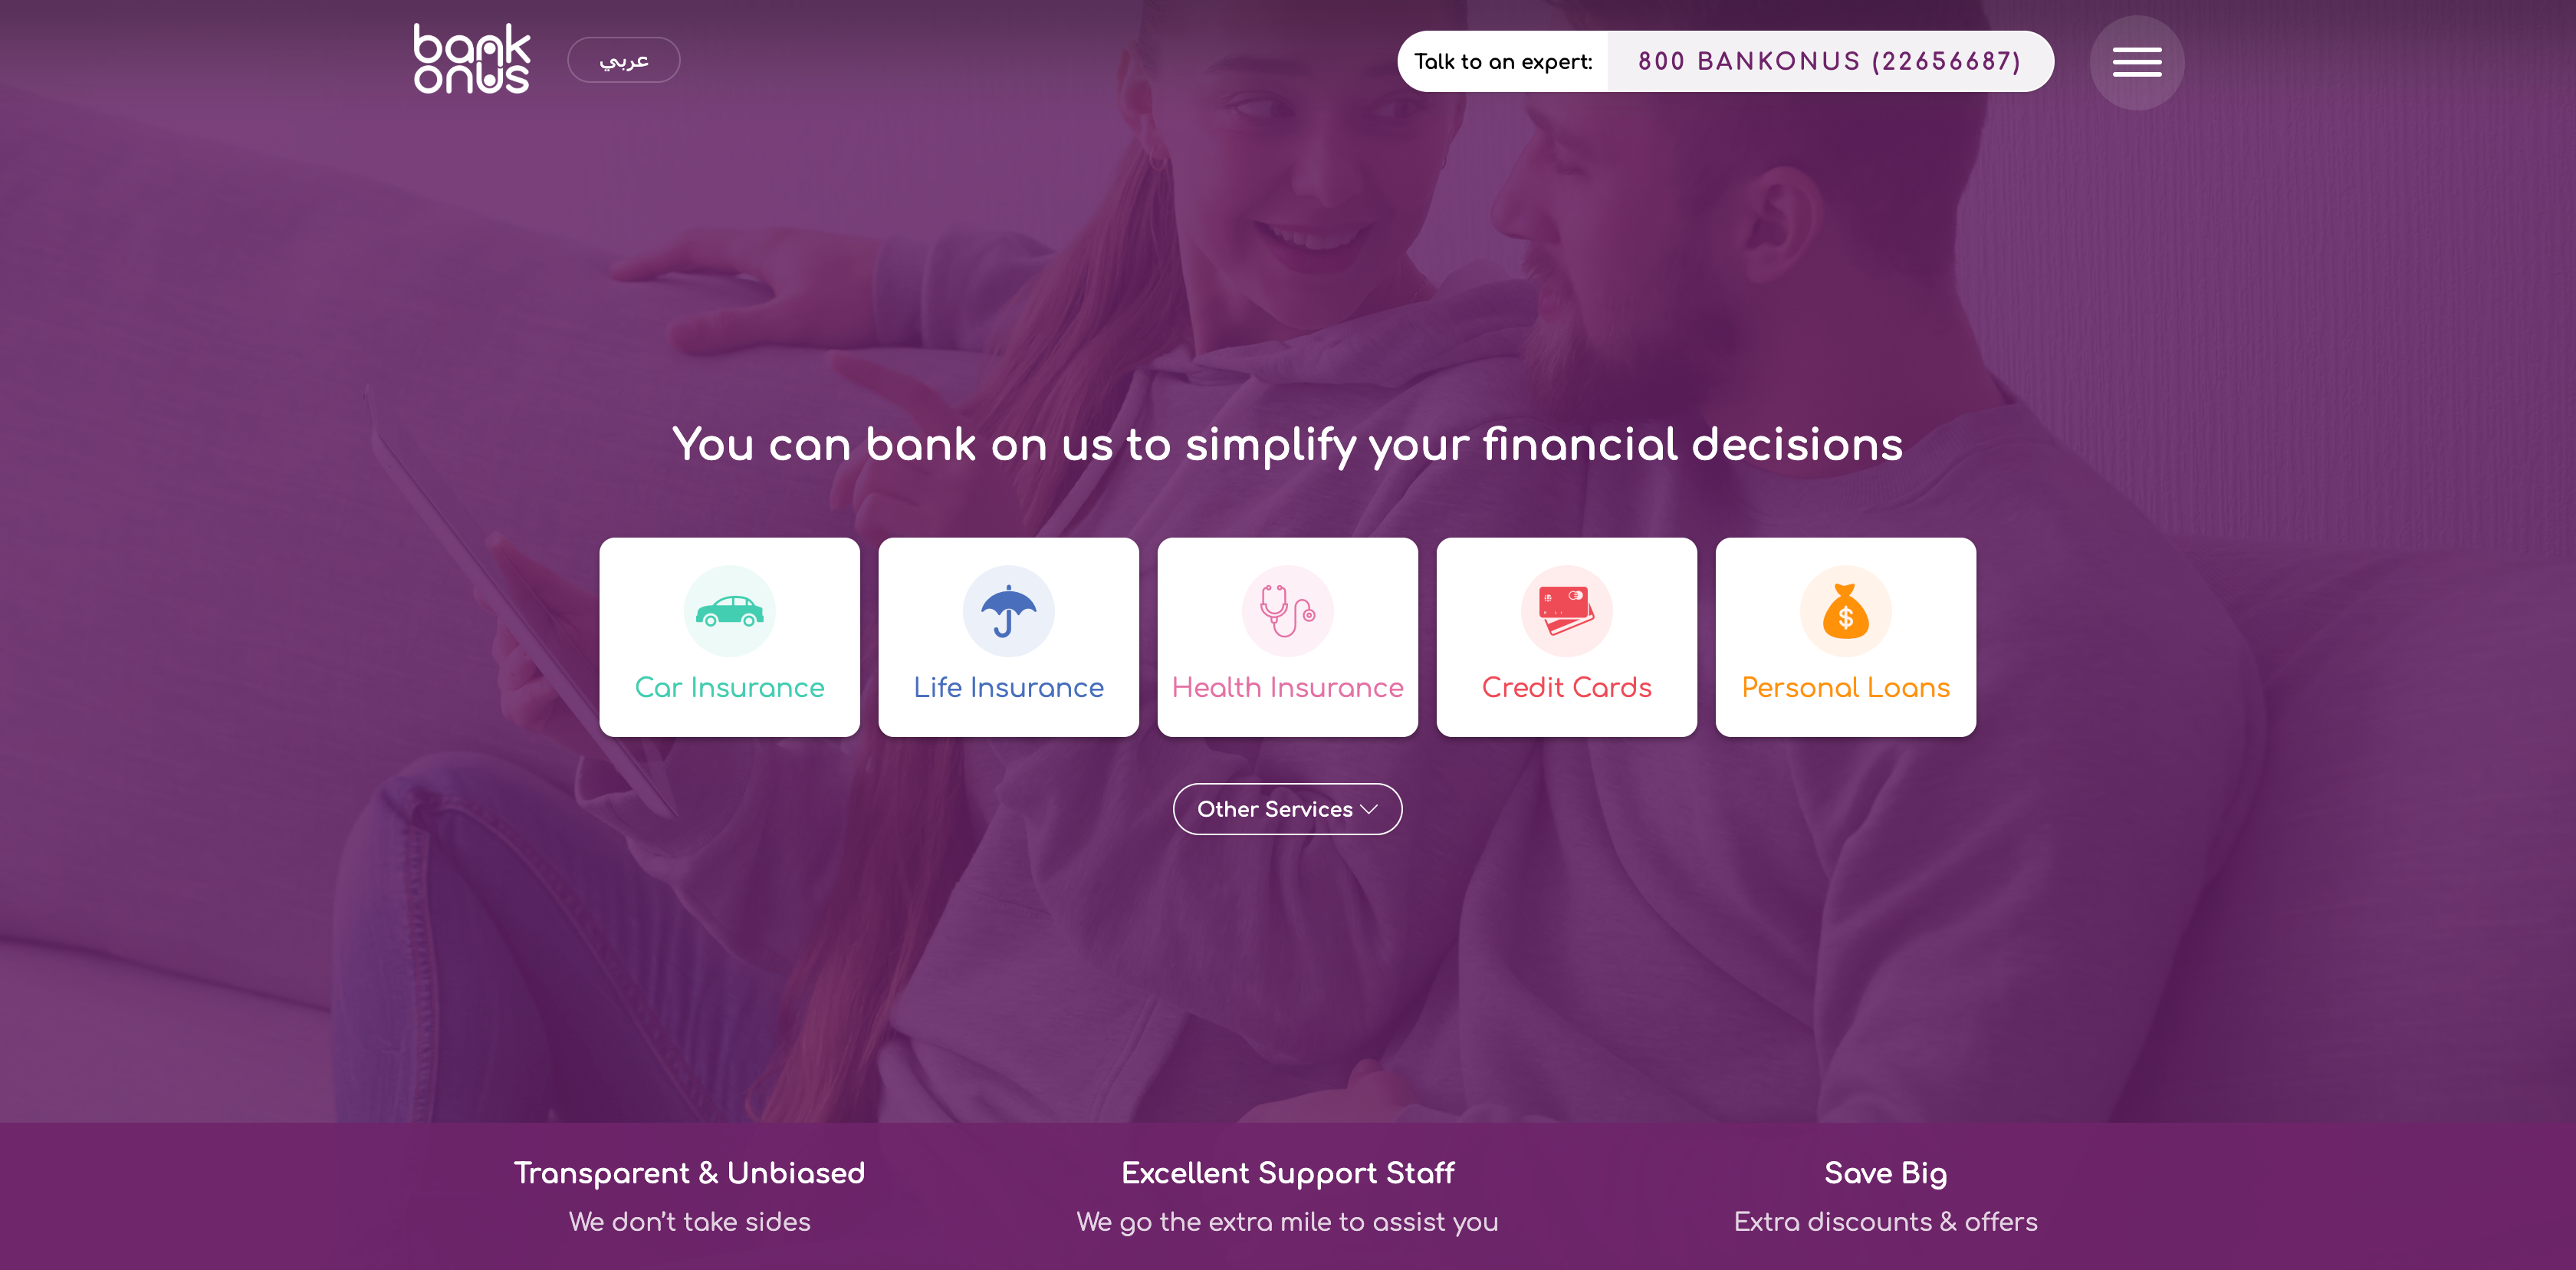 bank
onus
عربي
Talk to an expert: 800 BANKONUS (22656687)
You can bank on us to simplify your financial decisions
Car Insurance
Life Insurance
Health Insurance
Credit Cards
$
Personal Loans
Other Services
Transparent & Unbiased
We don’t take sides
Excellent Support Staff
We go the extra mile to assist you
Save Big
Extra discounts & offers